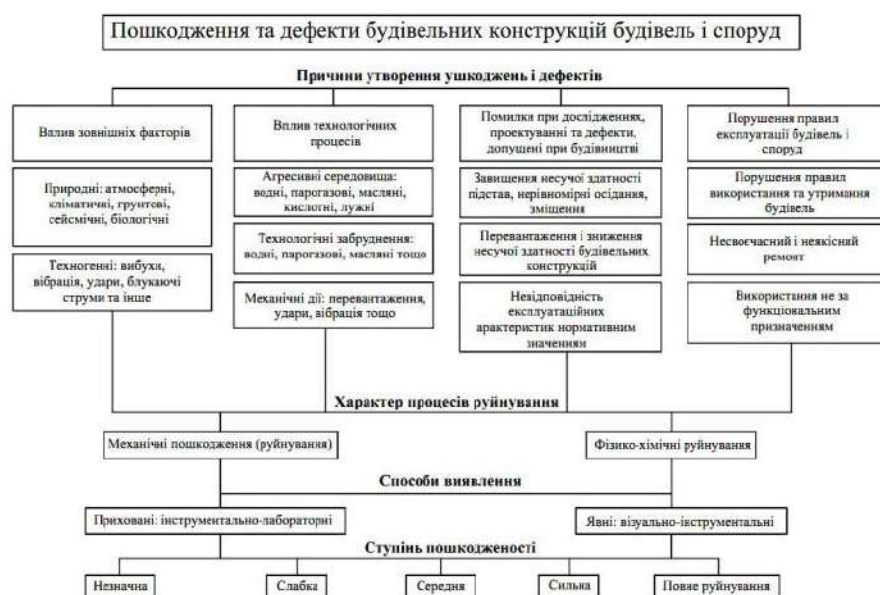 Пошкодження та дефекти будівельних конструкцій будівель і споруд
Причини утворення ушкоджень і дефектів
Вплив зовнішніх факторів
Природні: атмосферні,
кліматичні, грунтові,
сейсмічні, біологічні
Техногенні: вибухи,
вібрація, удари, блукаючі
струми та інше
Вплив технологічних
процесів
Агресивні середовища:
водні, парогазові, масляні,
кислотні, лужні
Технологічні забруднення:
водні, парогазові, масляні тощо
Механічні дії: перевантаження,
удари, вібрація тощо
Помилки при дослідженнях,
проектуванні та дефекти,
допущені при будівництві
Завищення несучої здатності
підстав, нерівномірні осідання,
зміщення
Перевантаження і зниження
несучої здатності будівельних
конструкцій
Невідповідність
експлуатаційних
арактеристик нормативним
значенням
Порушення правил
експлуатації будівель і
споруд
Порушення правил
використання та утримання
будівель
Несвоєчасний і неякісний
ремонт
Використання не за
функціональним
призначенням
Характер процесів руйнування
Механічні пошкодження (руйнування)
Фізико-хімічні руйнування
Способи виявлення
Приховані: інструментально-лабораторні
Явні: візуально-інструментальні
Ступінь пошкодженості
Незначна
Слабка
Середня
Сильна
Повне руйнування